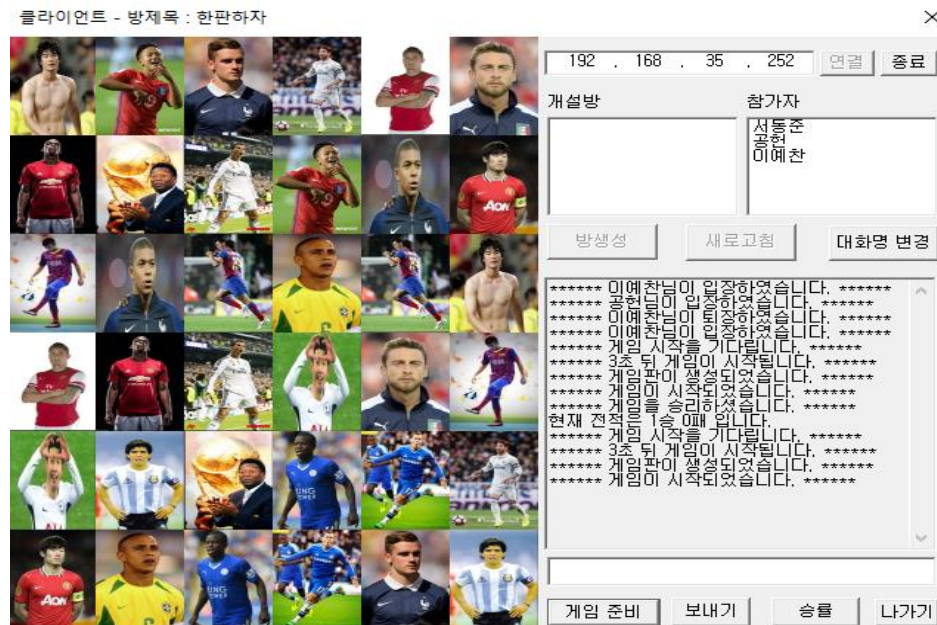 클라이언트 - 방제목 : 한판하자
192 . 168 . 35 . 252 연결 종료
개설방 참가자
서동준
공헌
이예찬
방생성 새로고침 대화명 변경
****** 이예찬님이 입장하였습니다. ******
****** 공헌님이 입장하였습니다. ******
****** 이예찬님이 퇴장하였습니다. ******
****** 이예찬님이 입장하였습니다. ******
****** 게임 시작을 기다립니다. ******
****** 3초 뒤 게임이 시작됩니다. ******
****** 게임판이 생성되었습니다. ******
****** 게임이 시작되었습니다. ******
****** 게임을 승리하셨습니다. ******
현재 전적은 1승 0패 입니다.
****** 게임 시작을 기다립니다. ******
****** 3초 뒤 게임이 시작됩니다. ******
****** 게임판이 생성되었습니다. ******
****** 게임이 시작되었습니다. ******
AON
AON
게임 준비 보내기 승률 나가기